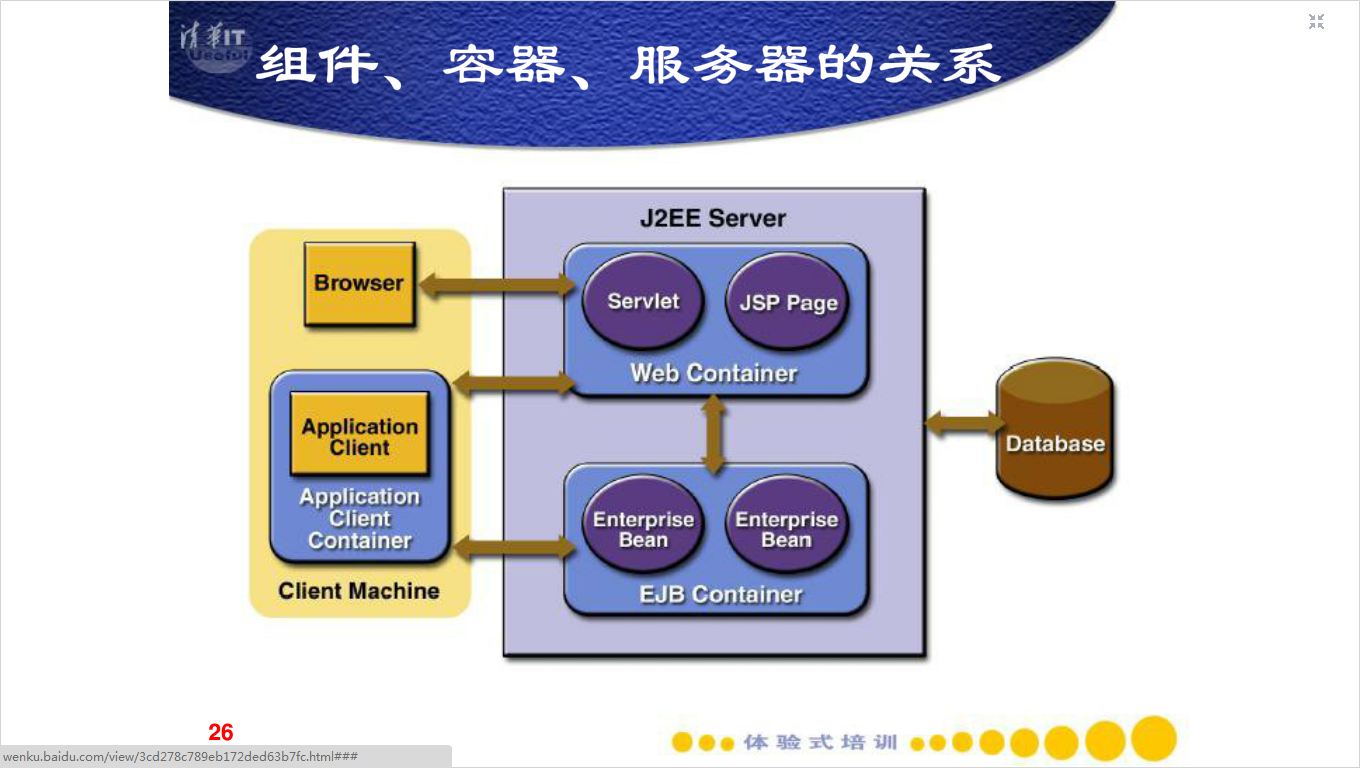 清华IT
组件、容器、服务器的关系
J2EE Server
Browser
Servlet
JSP Page
Web Container
Application
Client
Application
Client
Container
Client Machine
Enterprise
Bean
Enterprise
Bean
EJB Container
Database
26
体验式培训
wenku.baidu.com/view/3cd278c789eb172ded63b7fc.html###